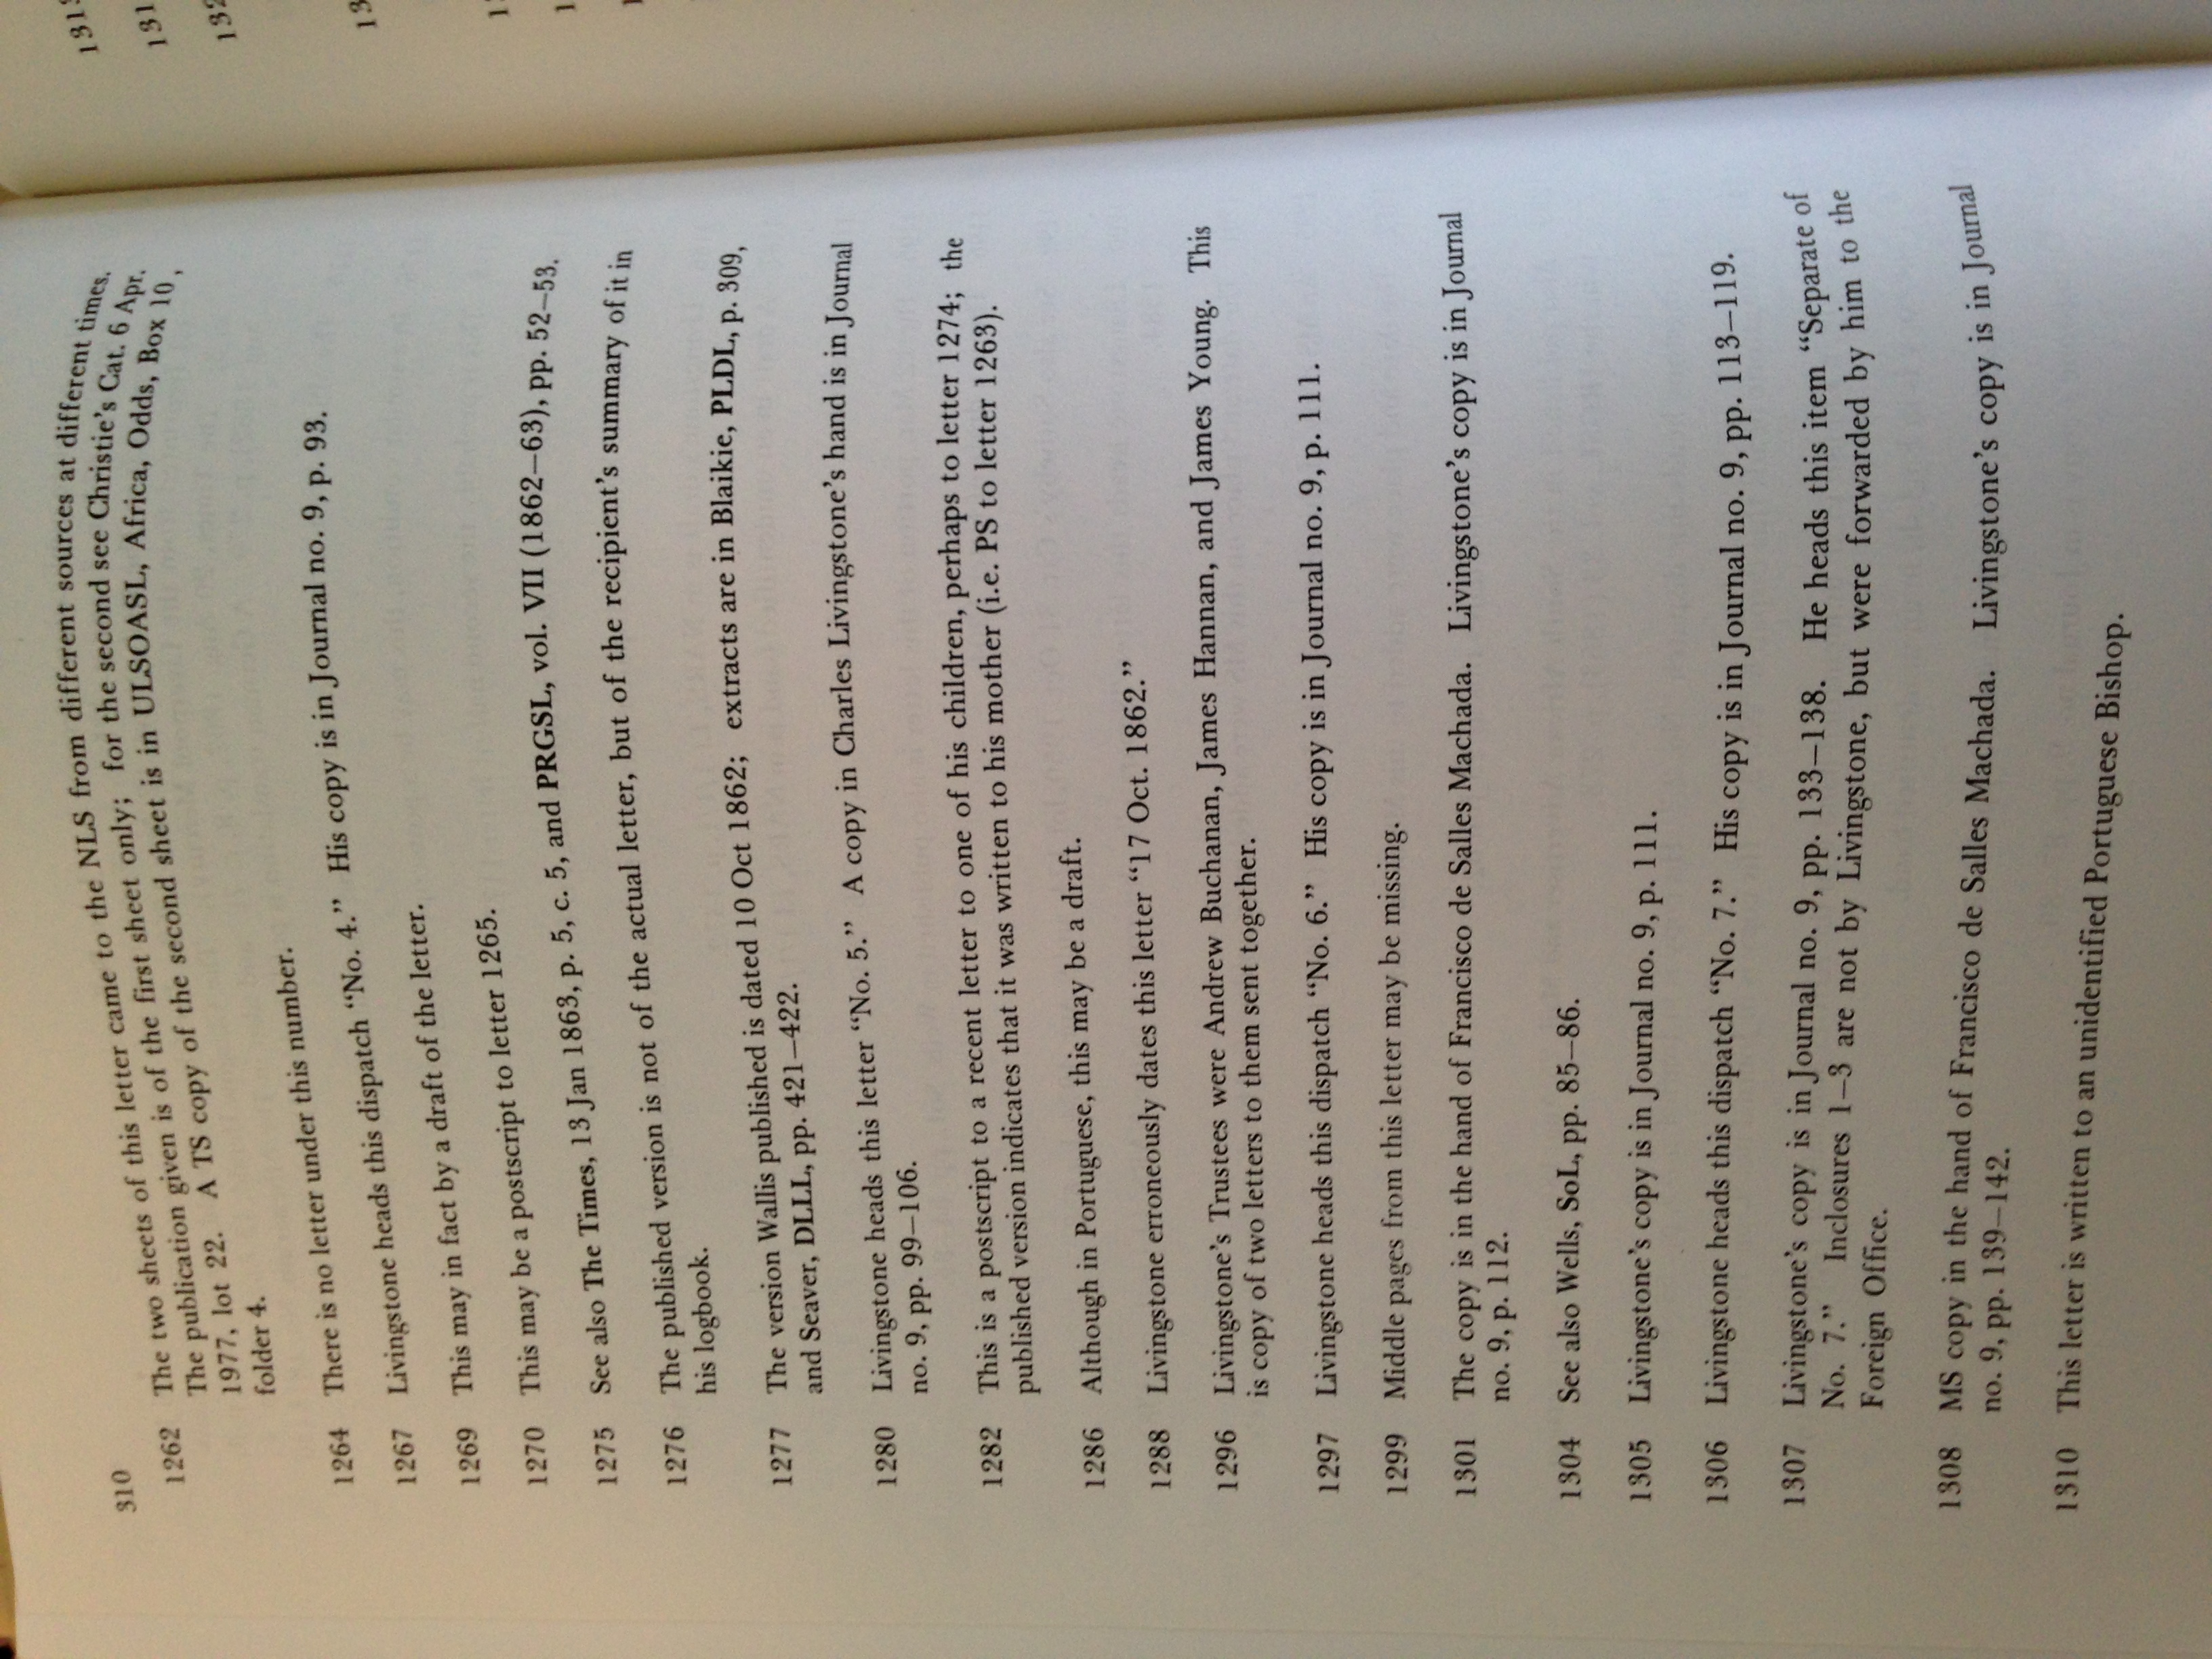 310
1262 The two sheets of this letter came to the NLS from different sources at different times.
The publication given is of the first sheet only; for the second see Christie's Cat. 6 Apr.
1977, lot 22. A TS copy of the second sheet is in ULSOASL, Africa, Odds, Box 10,
folder 4.
1264 There is no letter under this number.
1267 Livingstone heads this dispatch “No. 4.” His copy is in Journal no. 9, p. 93.
1269 This may in fact by a draft of the letter.
1270 This may be a postscript to letter 1265.
1275 See also The Times, 13 Jan 1863, p. 5, c. 5, and PRGSL, vol. VII (1862–63), pp. 52–53.
1276 The published version is not of the actual letter, but of the recipient's summary of it in
his logbook.
1277 The version Wallis published is dated 10 Oct 1862; extracts are in Blaikie, PLDL, p. 309,
and Seaver, DLLL, pp. 421–422.
1280 Livingstone heads this letter “No. 5.” A copy in Charles Livingstone's hand is in Journal
no. 9, pp. 99–106.
1282 This is a postscript to a recent letter to one of his children, perhaps to letter 1274; the
published version indicates that it was written to his mother (i.e. PS to letter 1263).
1286 Although in Portuguese, this may be a draft.
1288 Livingstone erroneously dates this letter “17 Oct. 1862.”
1296 Livingstone's Trustees were Andrew Buchanan, James Hannan, and James Young. This
is copy of two letters to them sent together.
1297 Livingstone heads this dispatch “No. 6.” His copy is in Journal no. 9, p. 111.
1299 Middle pages from this letter may be missing.
1301 The copy is in the hand of Francisco de Salles Machada. Livingstone's copy is in Journal
no. 9, p. 112.
1304 See also Wells, SoL, pp. 85–86.
1305 Livingstone's copy is in Journal no. 9, p. 111.
1306 Livingstone heads this dispatch “No. 7.” His copy is in Journal no. 9, pp. 113–119.
1307 Livingstone's copy is in Journal no. 9, pp. 133–138. He heads this item “Separate of
No. 7.” Inclosures 1–3 are not by Livingstone, but were forwarded by him to the
Foreign Office.
1308 MS copy in the hand of Francisco de Salles Machada. Livingstone's copy is in Journal
no. 9, pp. 139–142.
1310 This letter is written to an unidentified Portuguese Bishop.